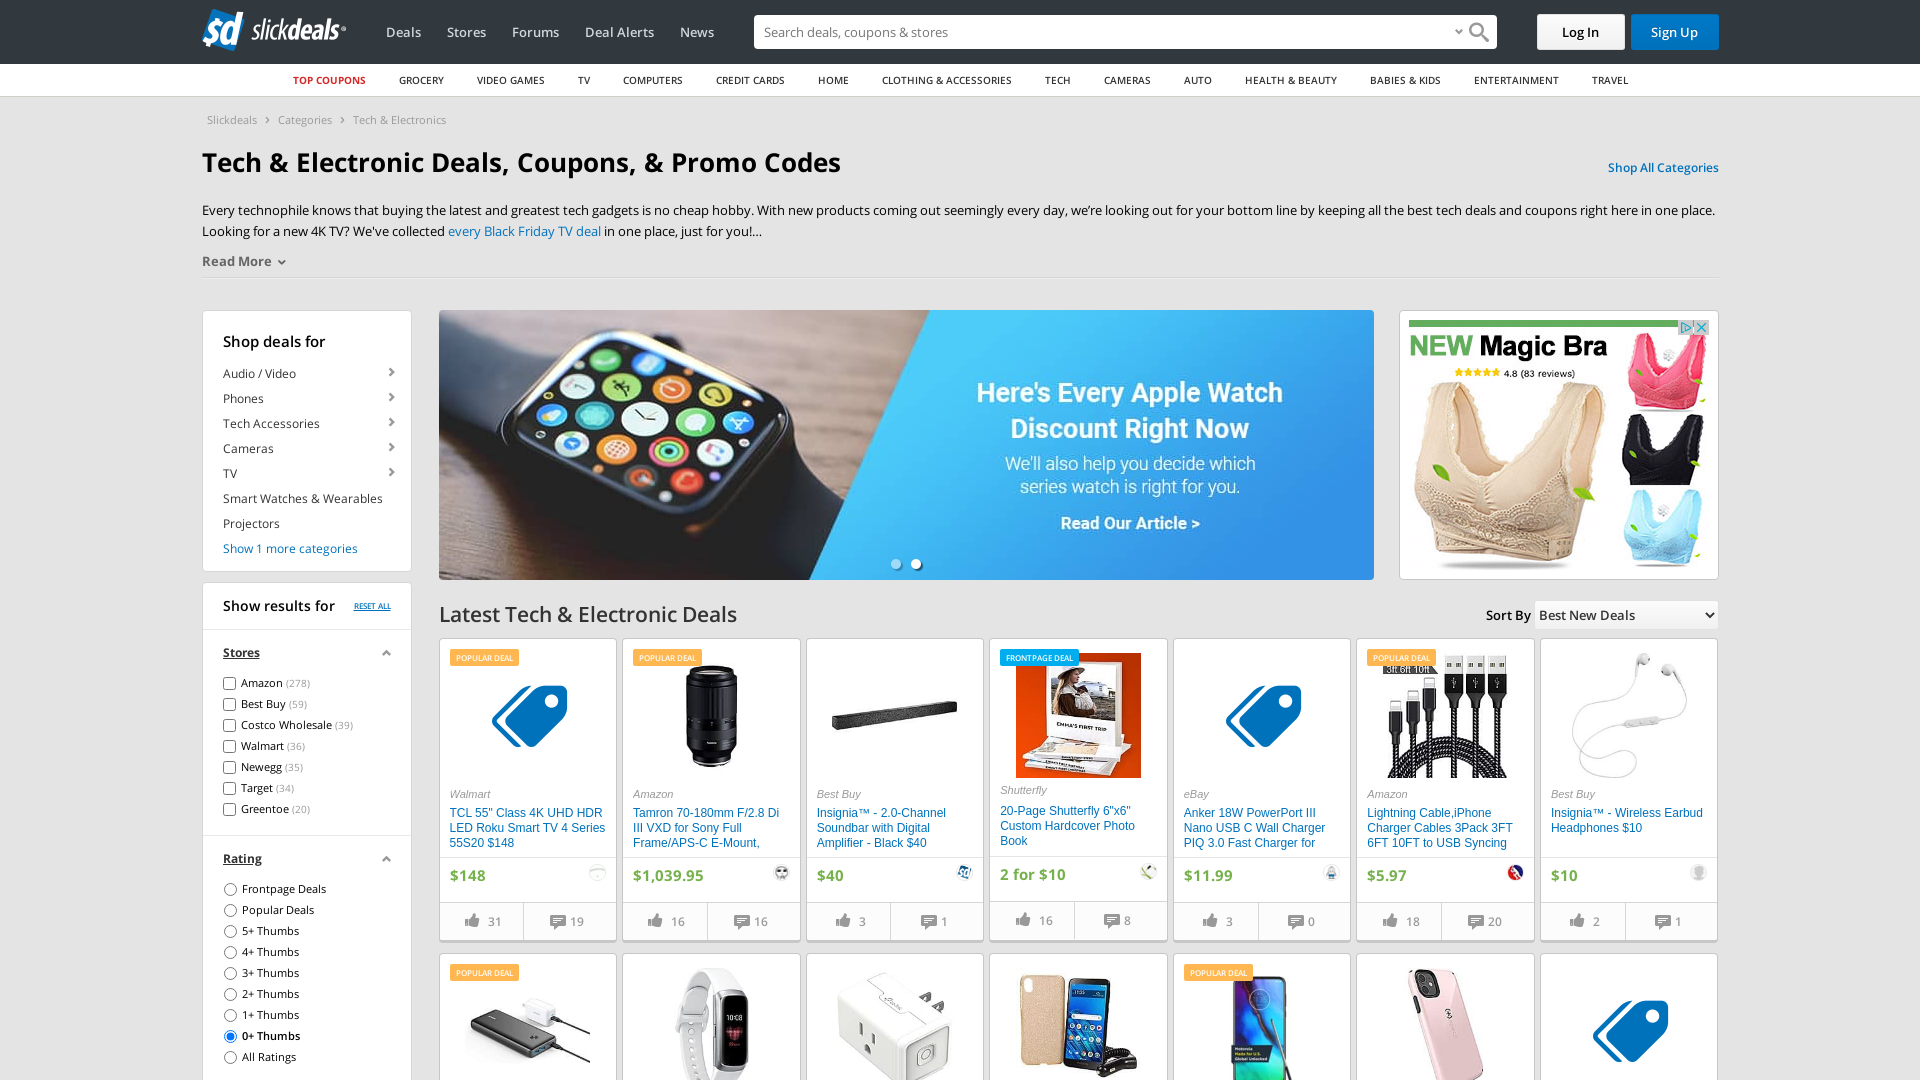 slickdeals
Deals
Stores
Forums
Deal Alerts
News
Search deals, coupons & stores
Log In
Sign Up
TOP COUPONS
GROCERY
VIDEO GAMES
TV
COMPUTERS
CREDIT CARDS
HOME
CLOTHING & ACCESSORIES
TECH
CAMERAS
AUTO
HEALTH & BEAUTY
BABIES & KIDS
ENTERTAINMENT
TRAVEL
Slickdeals > Categories > Tech & Electronics
Tech & Electronic Deals, Coupons, & Promo Codes
Shop All Categories
Every technophile knows that buying the latest and greatest tech gadgets is no cheap hobby. With new products coming out seemingly every day, we’re looking out for your bottom line by keeping all the best tech deals and coupons right here in one place.
Looking for a new 4K TV? We've collected every Black Friday TV deal in one place, just for you!...
Read More
Shop deals for
Audio / Video
Phones
Tech Accessories
Cameras
TV
Smart Watches & Wearables
Projectors
Show 1 more categories
Show results for
RESET ALL
Stores
Amazon (278)
Best Buy (59)
Costco Wholesale (39)
Walmart (36)
Newegg (35)
Target (34)
Greentoe (20)
Rating
Frontpage Deals
Popular Deals
5+ Thumbs
4+ Thumbs
3+ Thumbs
2+ Thumbs
1+ Thumbs
0+ Thumbs
All Ratings
Here's Every Apple Watch
Discount Right Now
We'll also help you decide which
series watch is right for you.
Read Our Article >
NEW Magic Bra
4.8 (83 reviews)
Latest Tech & Electronic Deals
Sort By
Best New Deals
POPULAR DEAL
Walmart
TCL 55" Class 4K UHD HDR
LED Roku Smart TV 4 Series
55S20 $148
$148
31
19
POPULAR DEAL
Amazon
Tamron 70-180mm F/2.8 Di
III VXD for Sony Full
Frame/APS-C E-Mount,
$1,039.95
16
16
Best Buy
Insignia™ - 2.0-Channel
Soundbar with Digital
Amplifier - Black $40
$40
3
1
FRONTPAGE DEAL
EMMA'S FIRST TRIP
Shutterfly
20-Page Shutterfly 6"x6"
Custom Hardcover Photo
Book
2 for $10
16
8
eBay
Anker 18W PowerPort III
Nano USB C Wall Charger
PIQ 3.0 Fast Charger for
$11.99
3
0
POPULAR DEAL
3ft 6ft 10ft
Amazon
Lightning Cable,iPhone
Charger Cables 3Pack 3FT
6FT 10FT to USB Syncing
$5.97
18
20
Best Buy
Insignia™ - Wireless Earbud
Headphones $10
$10
2
1
POPULAR DEAL
10:08
POPULAR DEAL
Motorola
Made for U.S.
Global Unlocked